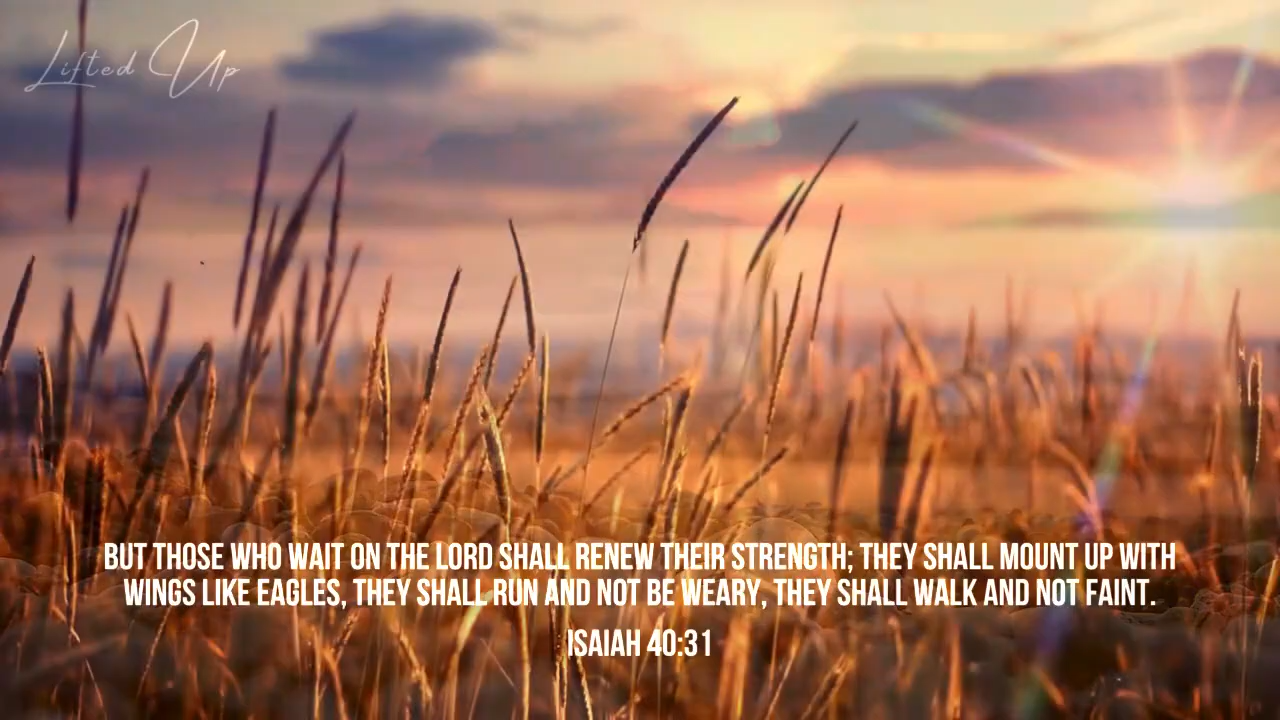 Lifted Up
BUT THOSE WHO WAIT ON THE LORD SHALL RENEW THEIR STRENGTH; THEY SHALL MOUNT UP WITH
WINGS LIKE EAGLES, THEY SHALL RUN AND NOT BE WEARY, THEY SHALL WALK AND NOT FAINT.
ISAIAH 40:31